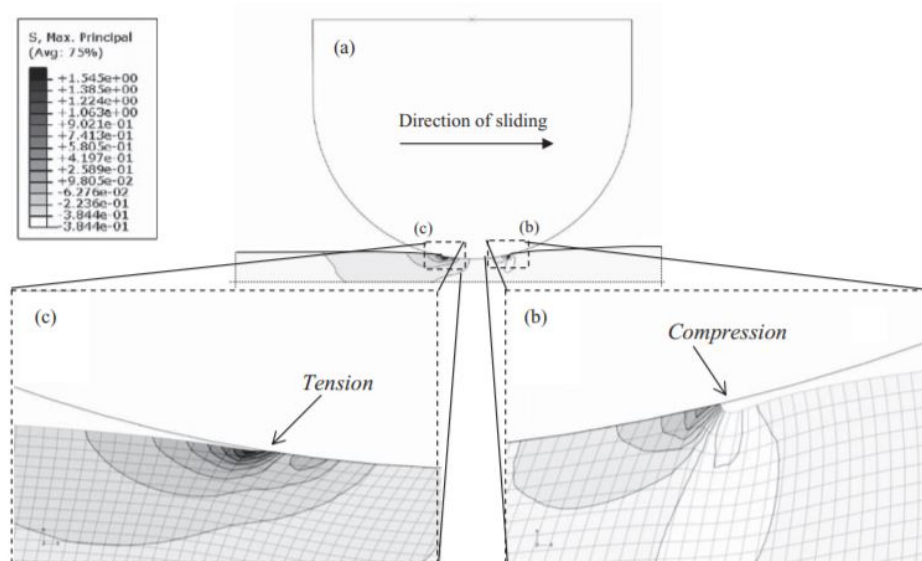 S, Max. Principal
(Avg: 75%)
+1.545e+00
+1.385e+00
+1.224e+00
+1.063e+00
+9.021e-01
+7.413e-01
+5.805e-01
+4.197e-01
+2.589e-01
+9.805e-02
-6.276e-02
-2.236e-01
-3.844e-01
-3.844e-01
(a)
Direction of sliding
(c)
(b)
(c)
Tension
(b)
Compression